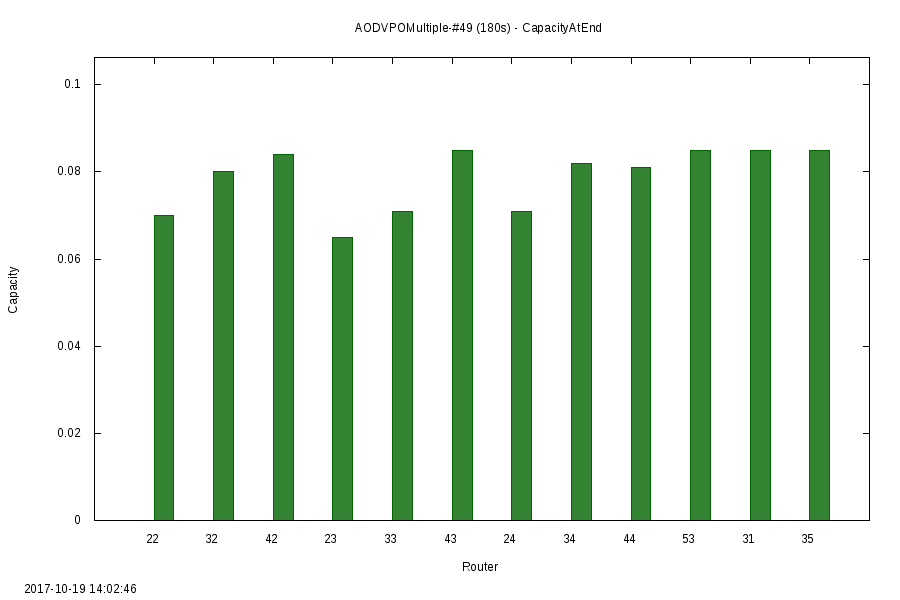 AODVPOMultiple-#49 (180s) - CapacityAtEnd
0.1
0.08
0.06
0.04
0.02
0
Capacity
22 32 42 23 33 43 24 34 44 53 31 35
Router
2017-10-19 14:02:46